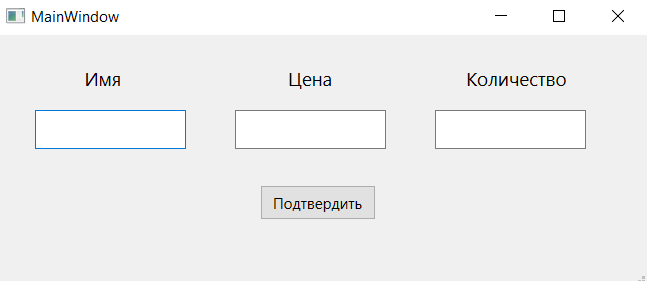 MainWindow
Имя Цена Количество
Подтвердить